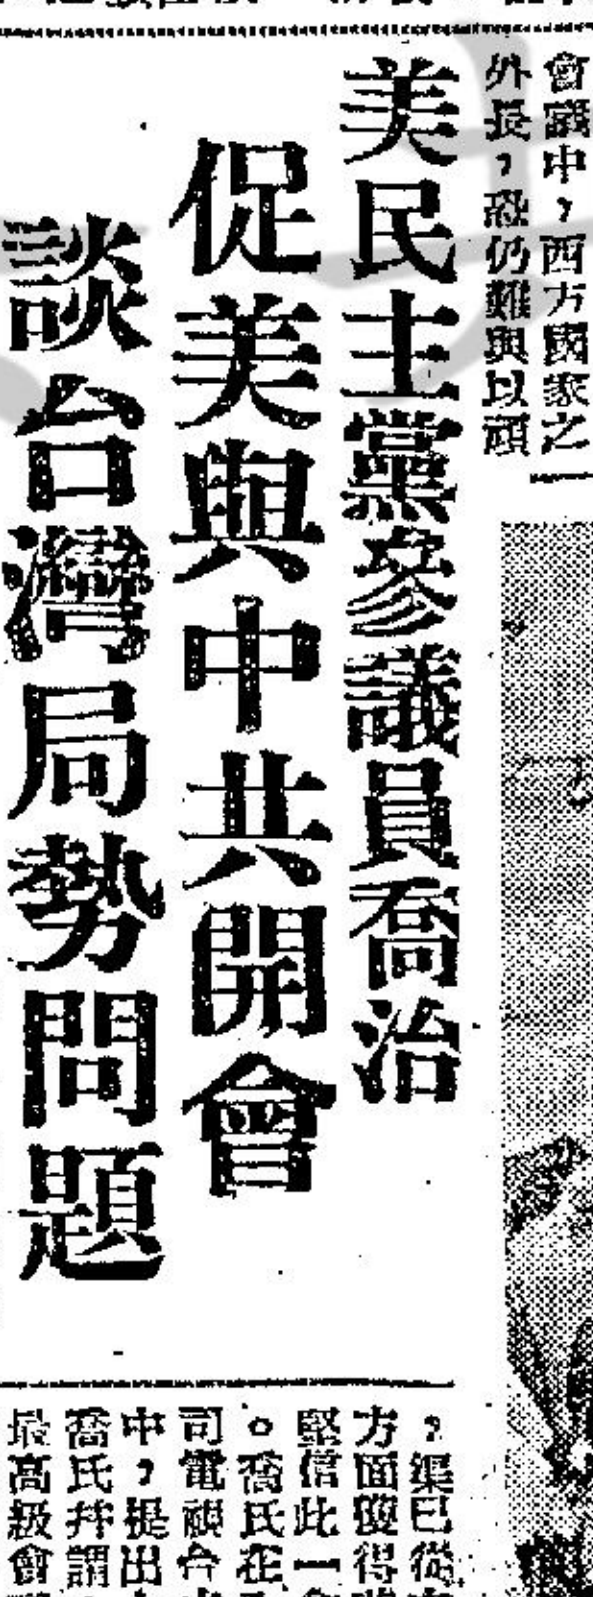 會議中，西方國家之
外長，恐仍難與以頑
美民主黨參議員喬治
促美與中共開會
談台灣局勢問題
，渠已從
方面獲得
堅信此一
。喬氏在
司電視台
中，提出
喬氏并謂
最高級會